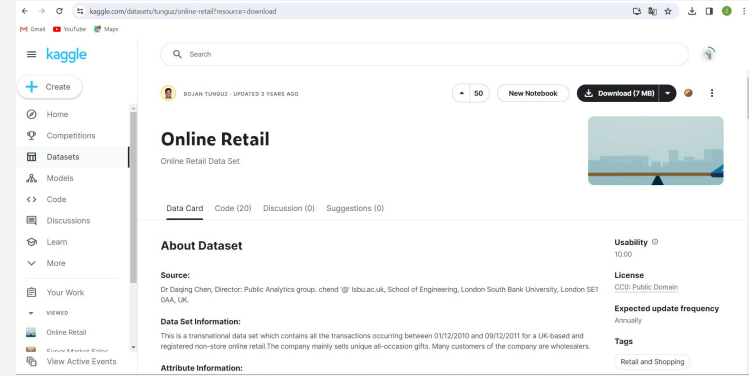 kaggle.com/datasets/tunguz/online-retail?resource=download
Gmail YouTube Maps
kaggle
Search
Create
BOJAN TUNGUZ · UPDATED 3 YEARS AGO
50
New Notebook
Download (7 MB)
Home
Competitions
Datasets
Models
Code
Discussions
Learn
More
Your Work
VIEWED
Online Retail
Super Market Sales
View Active Events
Online Retail
Online Retail Data Set
Data Card Code (20) Discussion (0) Suggestions (0)
About Dataset
Source:
Dr Daqing Chen, Director: Public Analytics group. chend '@' lsbu.ac.uk, School of Engineering, London South Bank University, London SE1
0AA, UK.
Data Set Information:
This is a transnational data set which contains all the transactions occurring between 01/12/2010 and 09/12/2011 for a UK-based and
registered non-store online retail.The company mainly sells unique all-occasion gifts. Many customers of the company are wholesalers.
Attribute Information:
Usability
10.00
License
CC0: Public Domain
Expected update frequency
Annually
Tags
Retail and Shopping